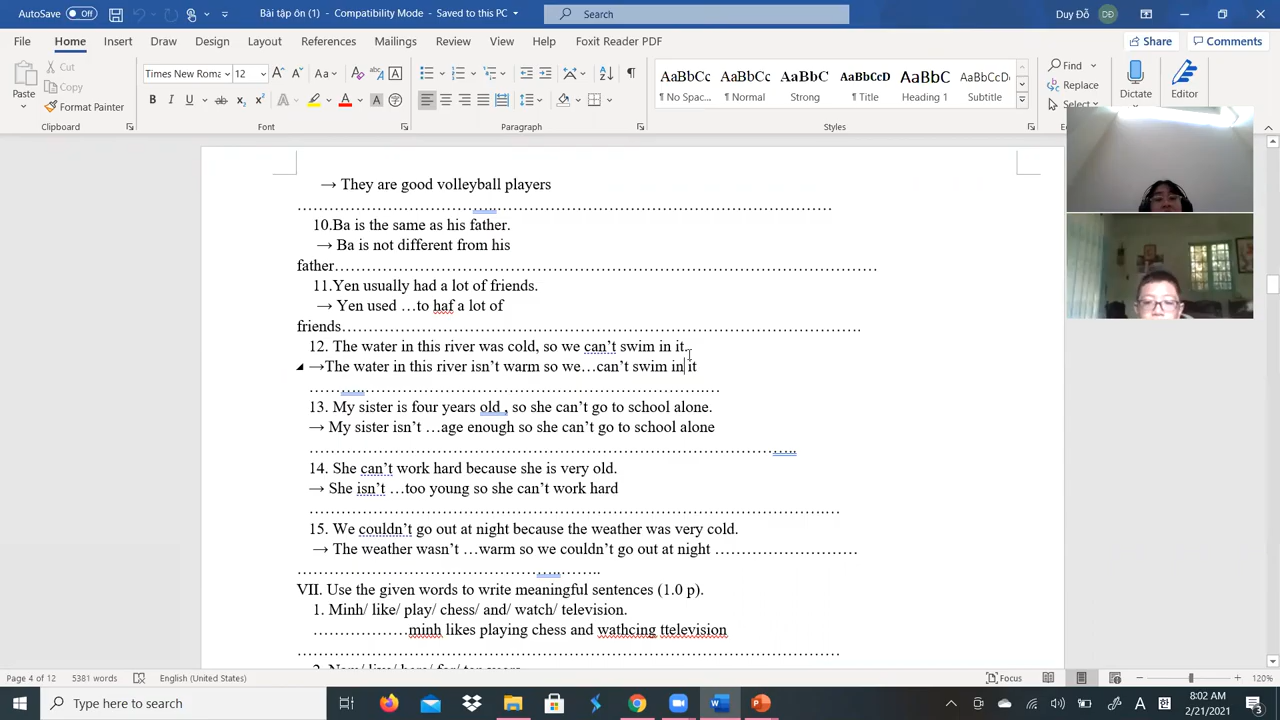 AutoSave Off Bài tập ôn (1) - Compatibility Mode - Saved to this PC Search Duy Đỗ DĐ
File Home Insert Draw Design Layout References Mailings Review View Help Foxit Reader PDF Share Comments
Paste Cut Copy Format Painter Clipboard
Times New Roma 12 Font
Paragraph
AaBbCc ¶ No Spac... AaBbCc ¶ Normal AaBbC Strong AaBbCcD ¶ Title AaBbC Heading 1 AaBbCcD Subtitle Styles
Find Replace Select Dictate Editor
→ They are good volleyball players
……………………………………………………………………………………
10.Ba is the same as his father.
→ Ba is not different from his
father……………………………………………………………………………
11.Yen usually had a lot of friends.
→ Yen used …to haf a lot of
friends……………………………………………………………………….
12. The water in this river was cold, so we can’t swim in it.
→The water in this river isn’t warm so we…can’t swim in it
………………………………………………………….…
13. My sister is four years old , so she can’t go to school alone.
→ My sister isn’t …age enough so she can’t go to school alone
…………………………………………………………………………..
14. She can’t work hard because she is very old.
→ She isn’t …too young so she can’t work hard
……………………………………………………………………………….…
15. We couldn’t go out at night because the weather was very cold.
→ The weather wasn’t …warm so we couldn’t go out at night ………………………
………………………………………………..
VII. Use the given words to write meaningful sentences (1.0 p).
1. Minh/ like/ play/ chess/ and/ watch/ television.
………………minh likes playing chess and wathcing ttelevision
……………………………………………………………………………………
Page 4 of 12 5381 words English (United States) Focus 120%
Type here to search 8:02 AM 2/21/2021